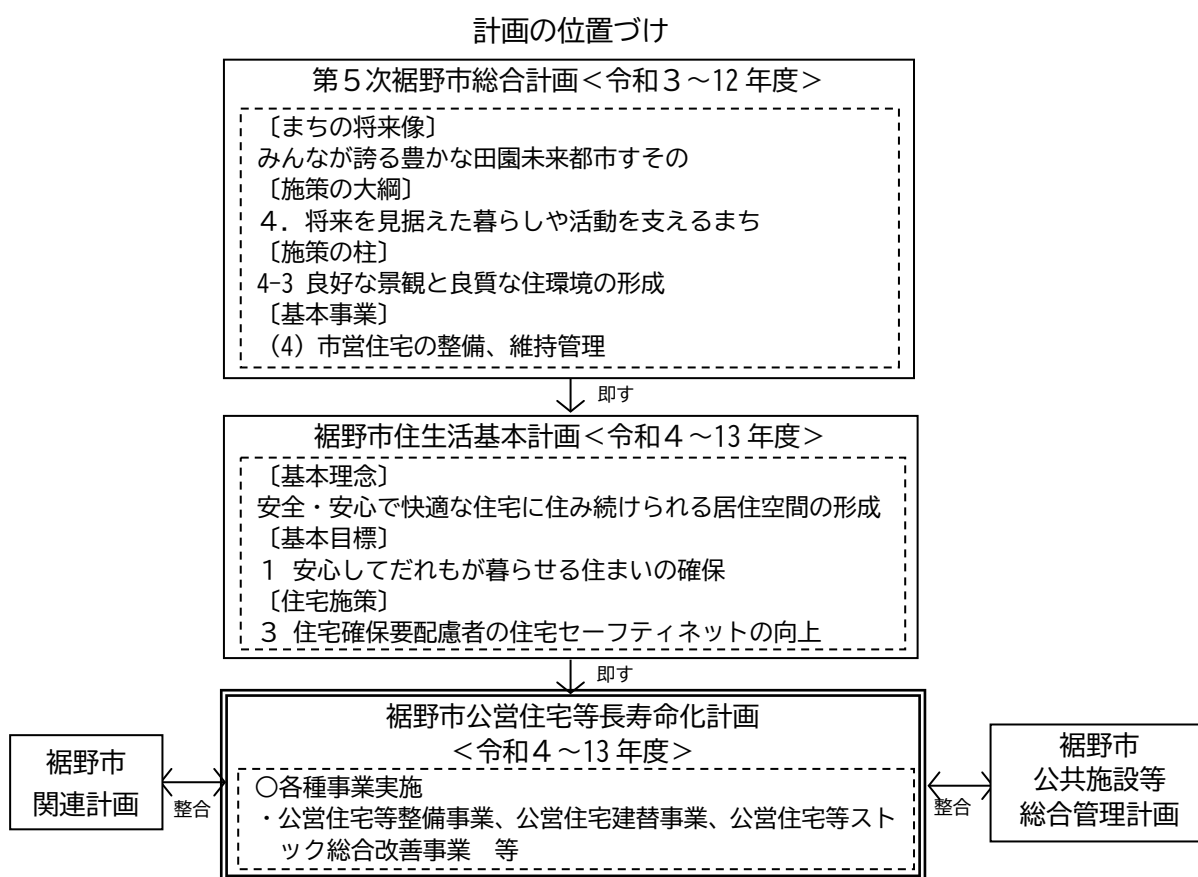 計画の位置づけ
第５次裾野市総合計画＜令和３～12年度＞
〔まちの将来像〕
みんなが誇る豊かな田園未来都市すその
〔施策の大綱〕
４．将来を見据えた暮らしや活動を支えるまち
〔施策の柱〕
4-3 良好な景観と良質な住環境の形成
〔基本事業〕
（4）市営住宅の整備、維持管理
即す
裾野市住生活基本計画＜令和４～13年度＞
〔基本理念〕
安全・安心で快適な住宅に住み続けられる居住空間の形成
〔基本目標〕
１ 安心してだれもが暮らせる住まいの確保
〔住宅施策〕
３ 住宅確保要配慮者の住宅セーフティネットの向上
即す
裾野市公営住宅等長寿命化計画
＜令和４～13年度＞
○各種事業実施
・公営住宅等整備事業、公営住宅建替事業、公営住宅等スト
ック総合改善事業　等
裾野市
関連計画
整合
整合
裾野市
公共施設等
総合管理計画